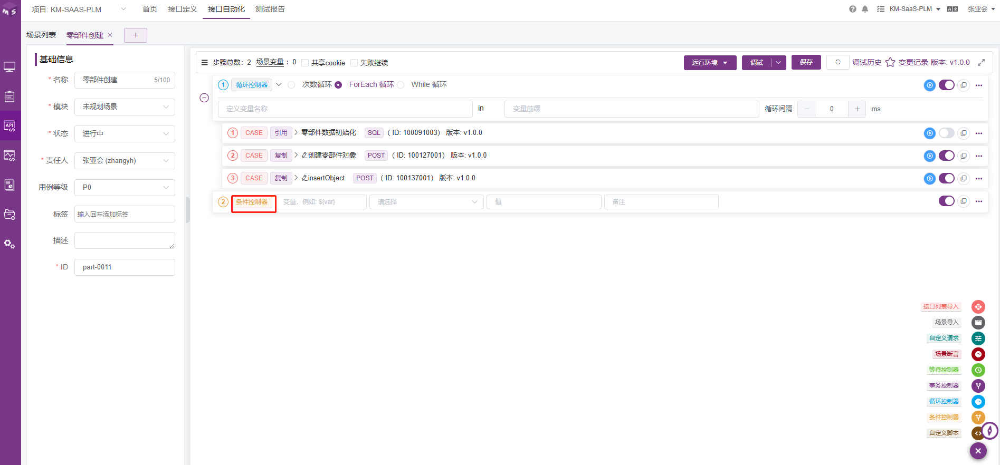 项目: KM-SAAS-PLM 首页 接口定义 接口自动化 测试报告 KM-SaaS-PLM 张亚会
场景列表 零部件创建
基础信息
* 名称 零部件创建 5/100
* 模块 未规划场景
* 状态 进行中
* 责任人 张亚会 (zhangyh)
用例等级 P0
标签 输入回车添加标签
描述
* ID part-0011
步骤总数: 2 场景变量 : 0 共享cookie 失败继续 运行环境 调试 保存 调试历史 变更记录 版本: v1.0.0
1 循环控制器 次数循环 ForEach 循环 While 循环
定义变量名称 in 变量前缀 循环间隔 0 ms
1 CASE 引用 零部件数据初始化 SQL ( ID: 100091003) 版本: v1.0.0
2 CASE 复制 创建零部件对象 POST ( ID: 100127001) 版本: v1.0.0
3 CASE 复制 insertObject POST ( ID: 100137001) 版本: v1.0.0
2 条件控制器 变量，例如: ${var} 请选择 值 备注
接口列表导入
场景导入
自定义请求
场景断言
等待控制器
事务控制器
循环控制器
条件控制器
自定义脚本
MS
API